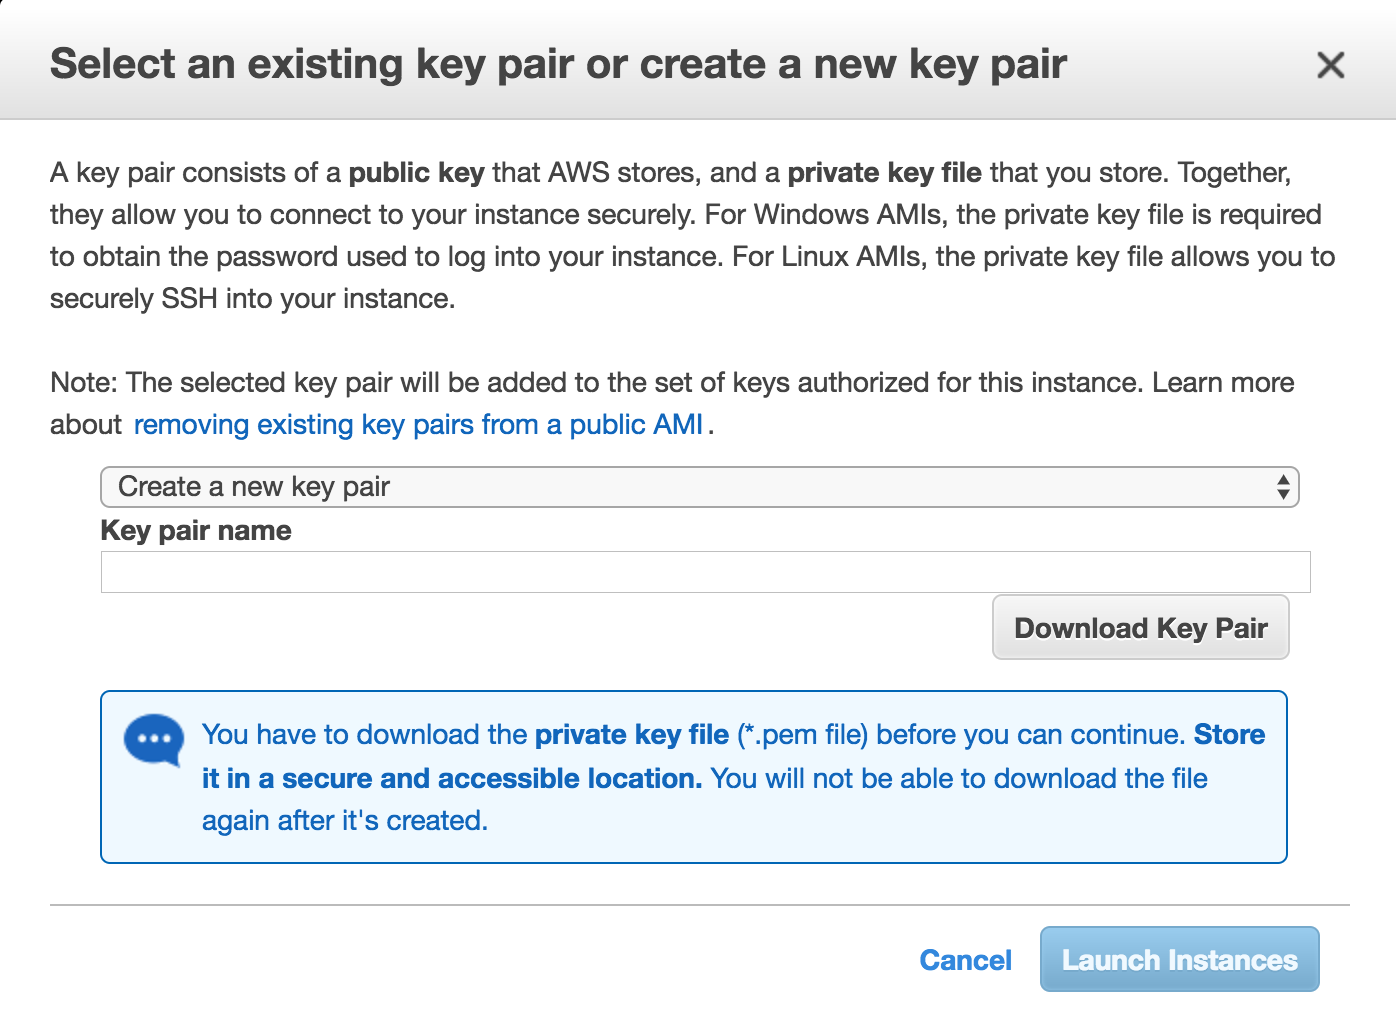 Select an existing key pair or create a new key pair
A key pair consists of a public key that AWS stores, and a private key file that you store. Together,
they allow you to connect to your instance securely. For Windows AMIs, the private key file is required
to obtain the password used to log into your instance. For Linux AMIs, the private key file allows you to
securely SSH into your instance.
Note: The selected key pair will be added to the set of keys authorized for this instance. Learn more
about removing existing key pairs from a public AMI .
Create a new key pair
Key pair name
Download Key Pair
You have to download the private key file (*.pem file) before you can continue. Store
it in a secure and accessible location. You will not be able to download the file
again after it's created.
Cancel
Launch Instances